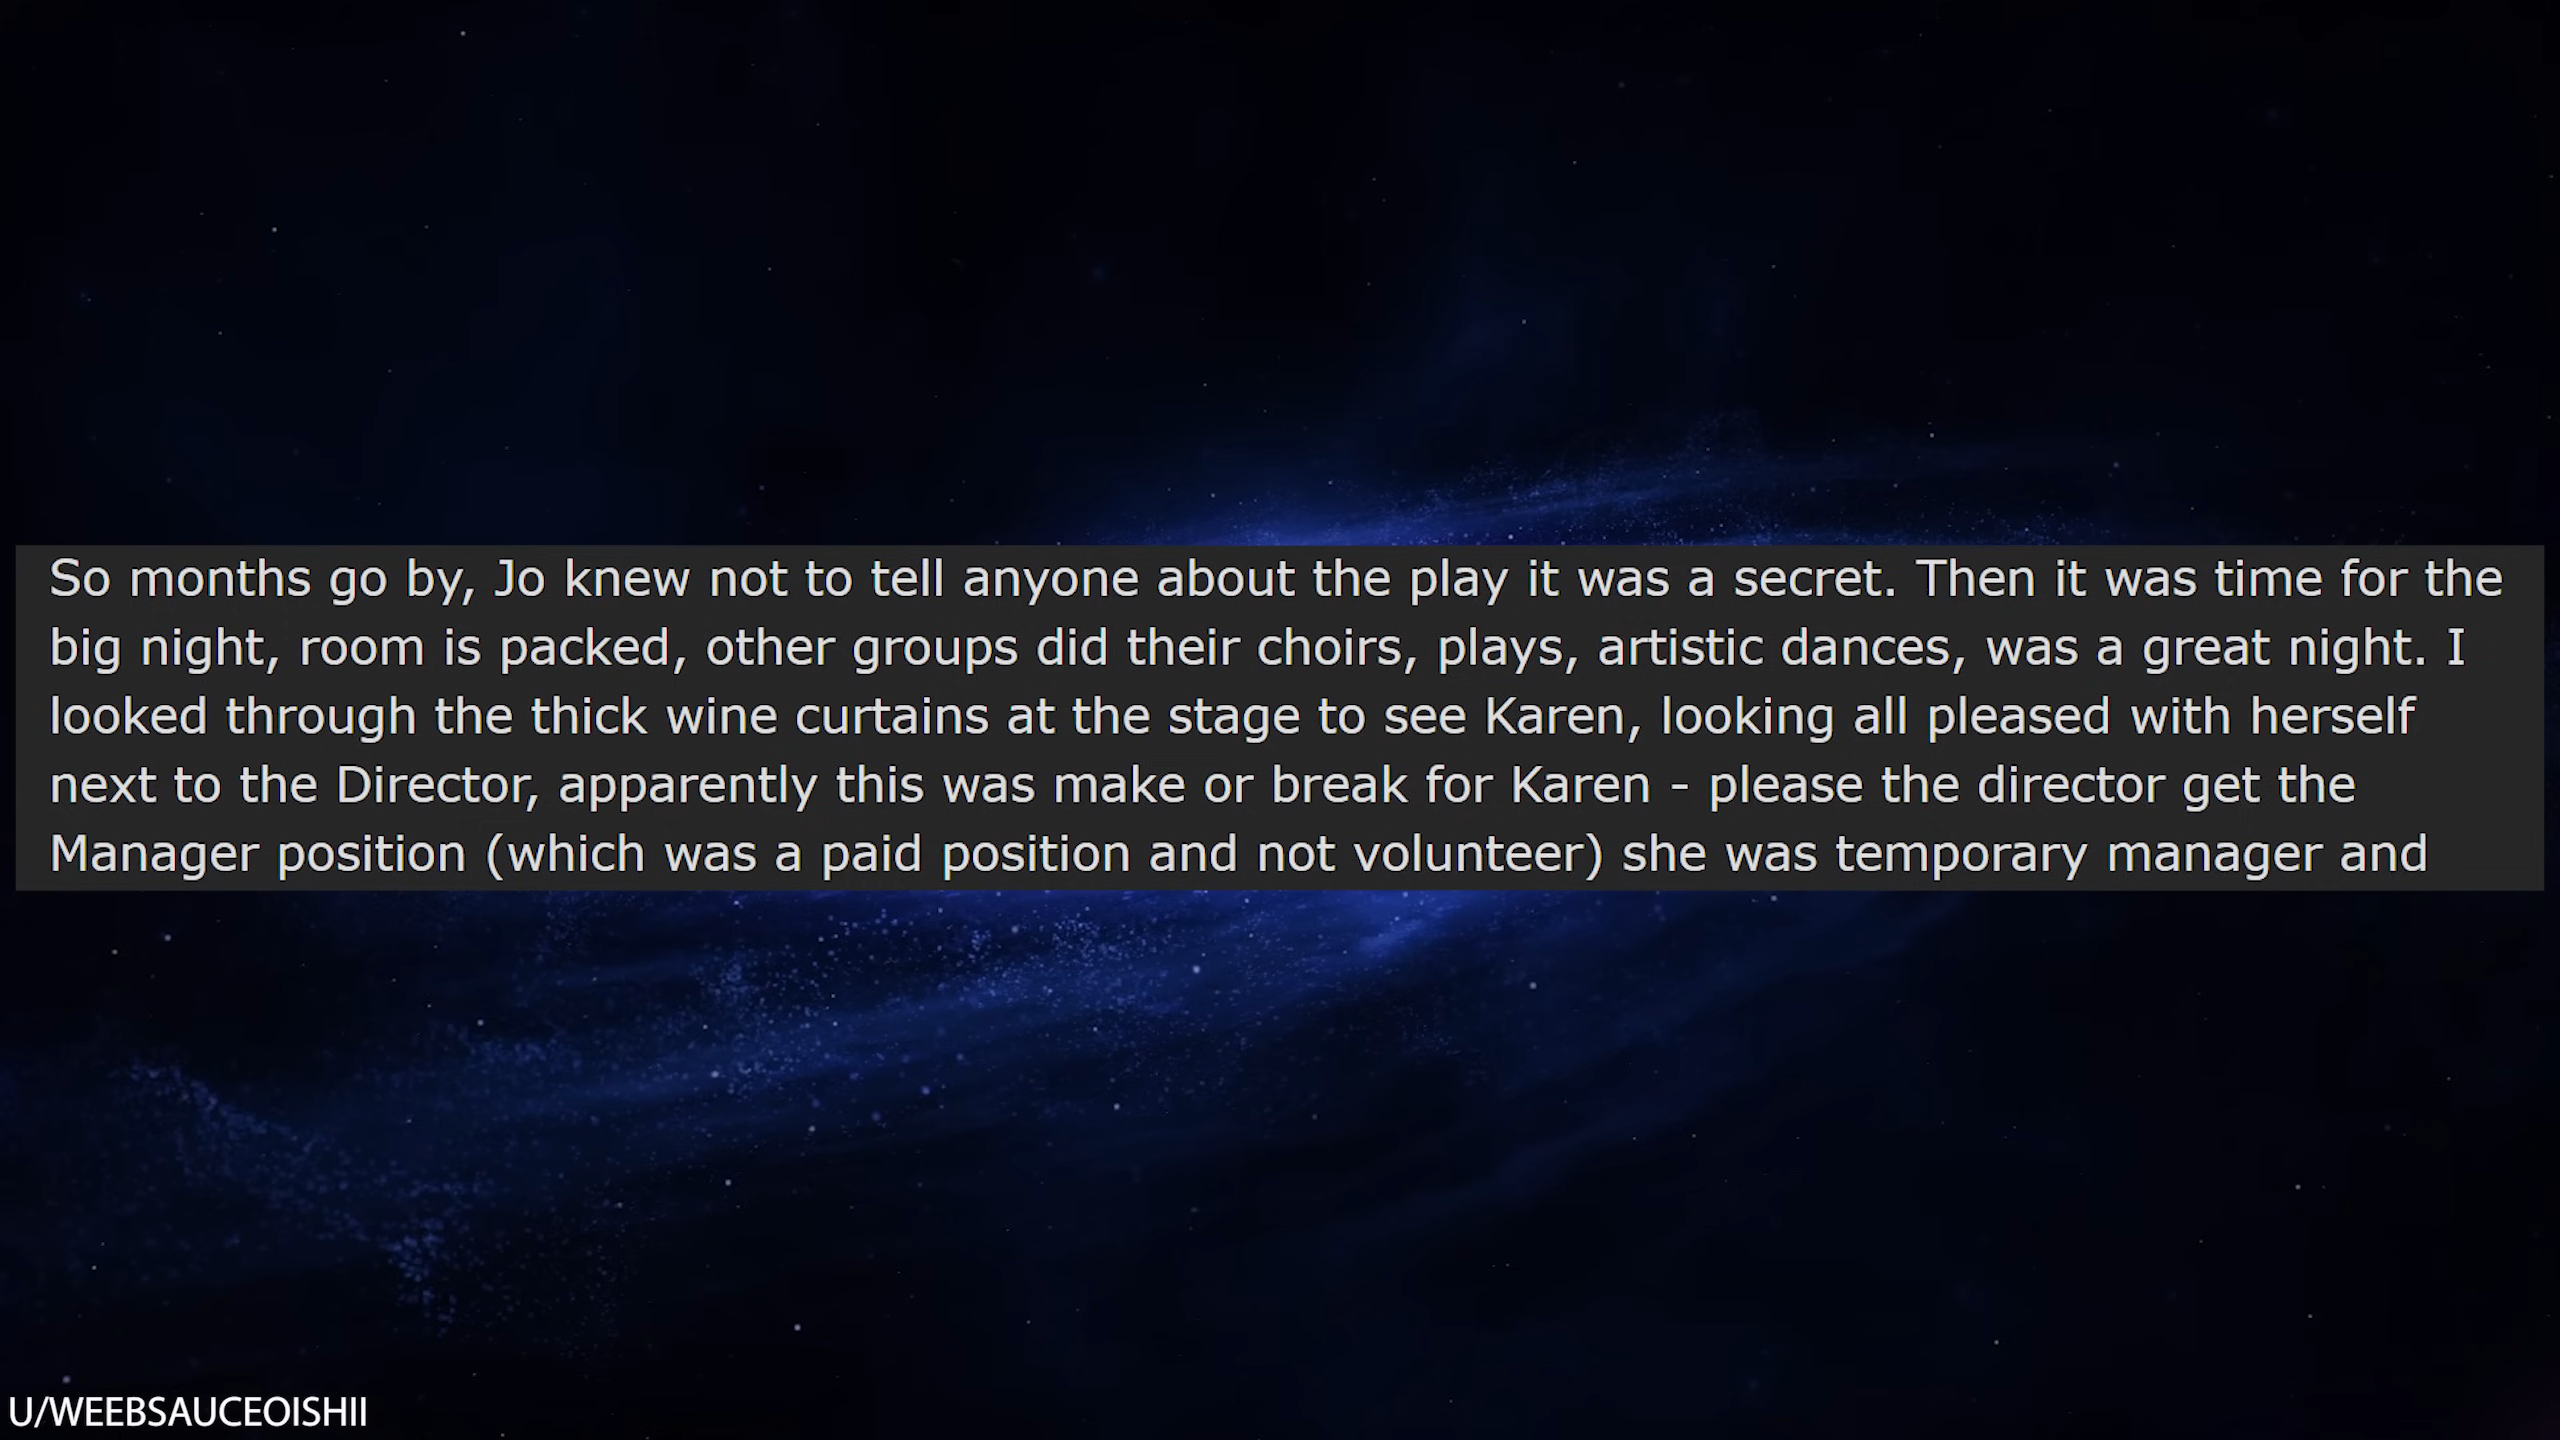 So months go by, Jo knew not to tell anyone about the play it was a secret. Then it was time for the
big night, room is packed, other groups did their choirs, plays, artistic dances, was a great night. I
looked through the thick wine curtains at the stage to see Karen, looking all pleased with herself
next to the Director, apparently this was make or break for Karen - please the director get the
Manager position (which was a paid position and not volunteer) she was temporary manager and
U/WEEBSAUCEOISHII